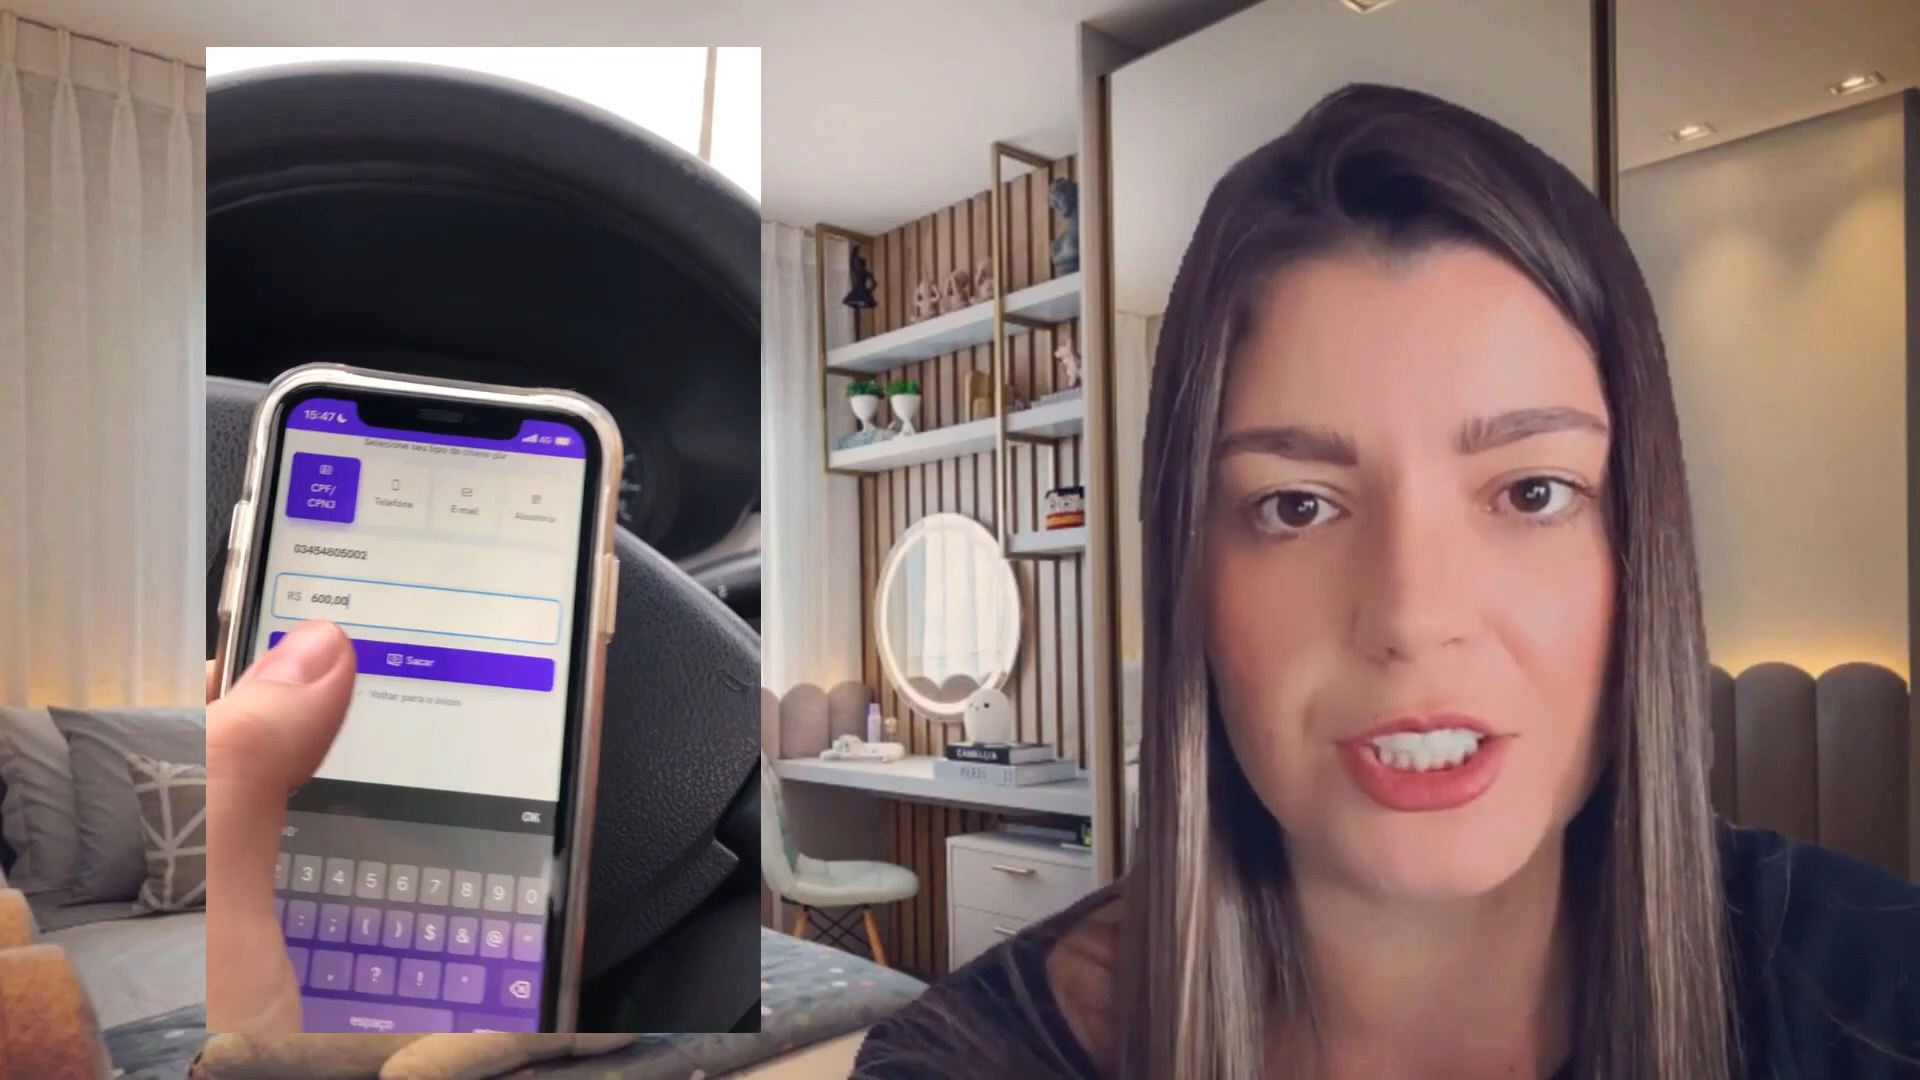 15:47
4G
Selecione seu tipo de chave pix
CPF/
CPNJ
Telefone
E-mail
Aleatória
03454805002
R$ 600,00
Sacar
Voltar para o início
OK
3 4 5 6 7 8 9 0
- ; ( ) $ & @ "
. ? ! '
espaço
CAMELLIA
PARIS